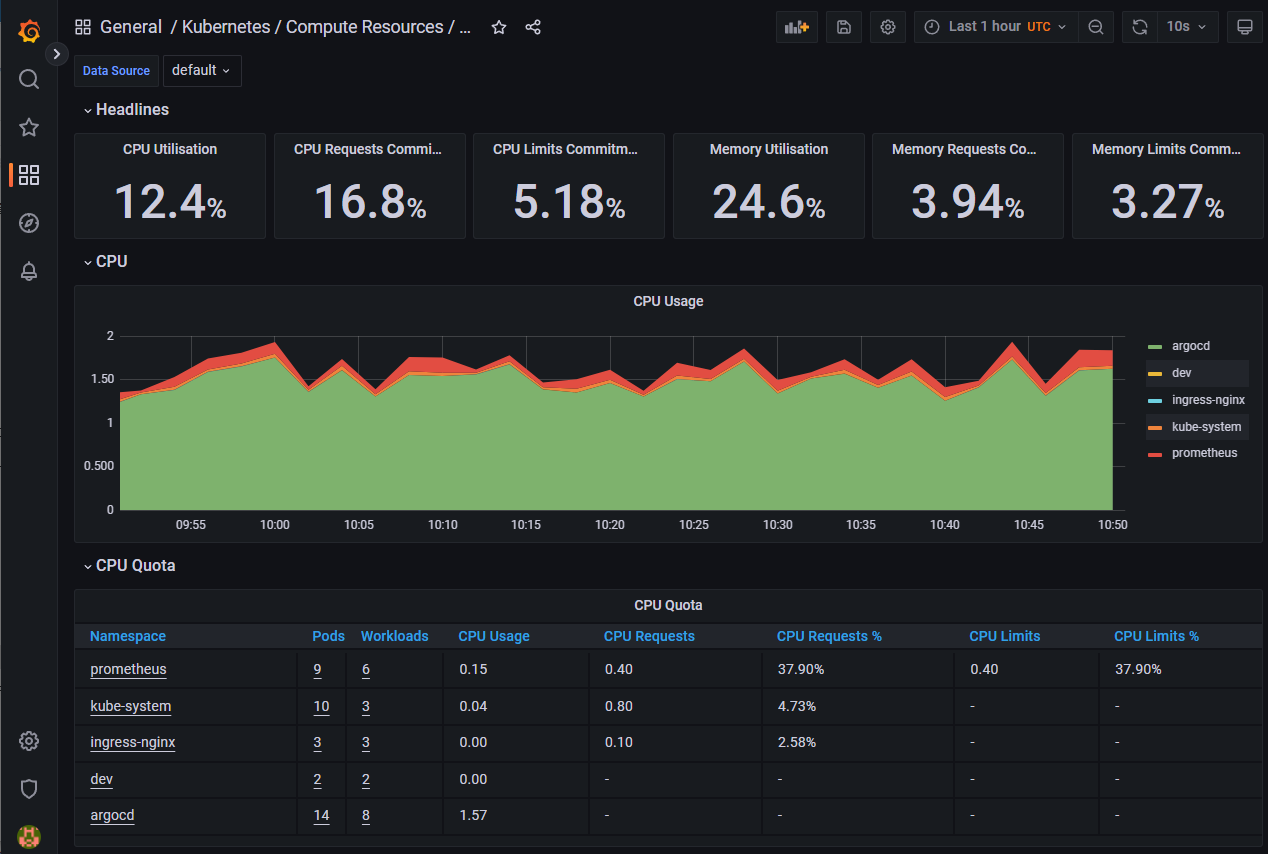 General / Kubernetes / Compute Resources / ...
Last 1 hour UTC
10s
Data Source default
Headlines
CPU Utilisation
12.4%
CPU Requests Commi...
16.8%
CPU Limits Commitm...
5.18%
Memory Utilisation
24.6%
Memory Requests Co...
3.94%
Memory Limits Comm...
3.27%
CPU
CPU Usage
2
1.50
1
0.500
0
09:55 10:00 10:05 10:10 10:15 10:20 10:25 10:30 10:35 10:40 10:45 10:50
argocd
dev
ingress-nginx
kube-system
prometheus
CPU Quota
CPU Quota
Namespace Pods Workloads CPU Usage CPU Requests CPU Requests % CPU Limits CPU Limits %
prometheus 9 6 0.15 0.40 37.90% 0.40 37.90%
kube-system 10 3 0.04 0.80 4.73% - -
ingress-nginx 3 3 0.00 0.10 2.58% - -
dev 2 2 0.00 - - - -
argocd 14 8 1.57 - - - -